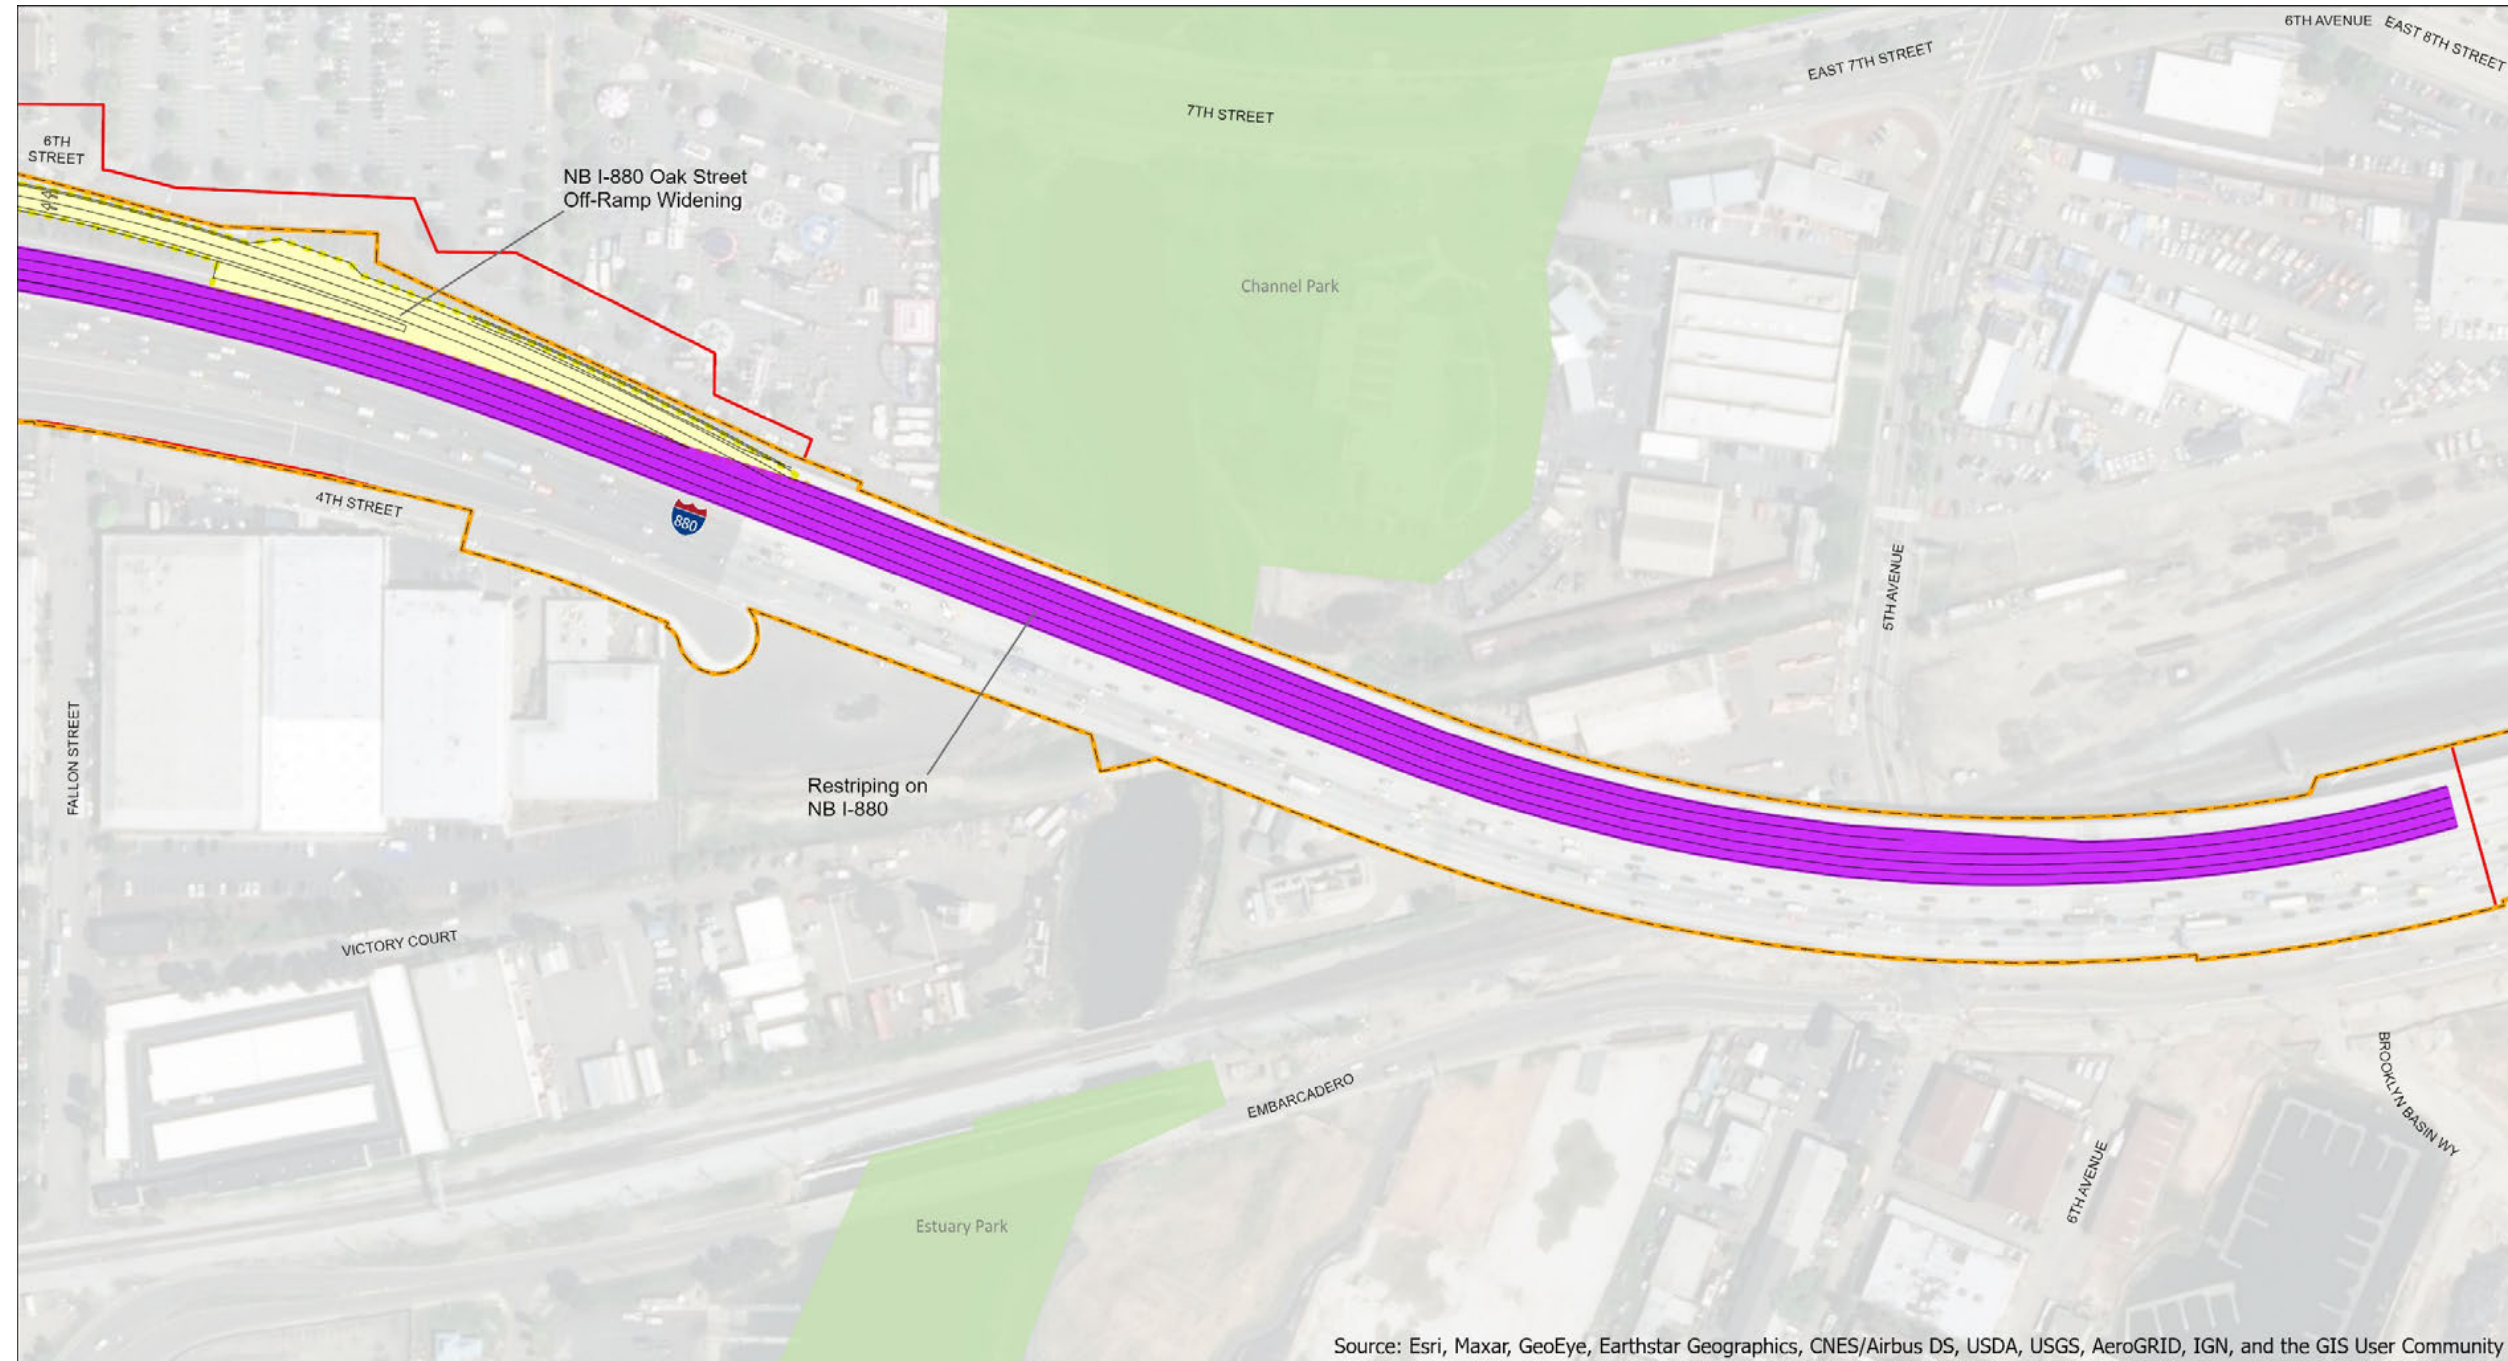 6TH AVENUE
EAST 8TH STREET
EAST 7TH STREET
7TH STREET
6TH
STREET
NB I-880 Oak Street
Off-Ramp Widening
Channel Park
4TH STREET
880
5TH AVENUE
FALLON STREET
Restriping on
NB I-880
VICTORY COURT
EMBARCADERO
BROOKLYN BASIN WY
6TH AVENUE
Estuary Park
Source: Esri, Maxar, GeoEye, Earthstar Geographics, CNES/Airbus DS, USDA, USGS, AeroGRID, IGN, and the GIS User Community